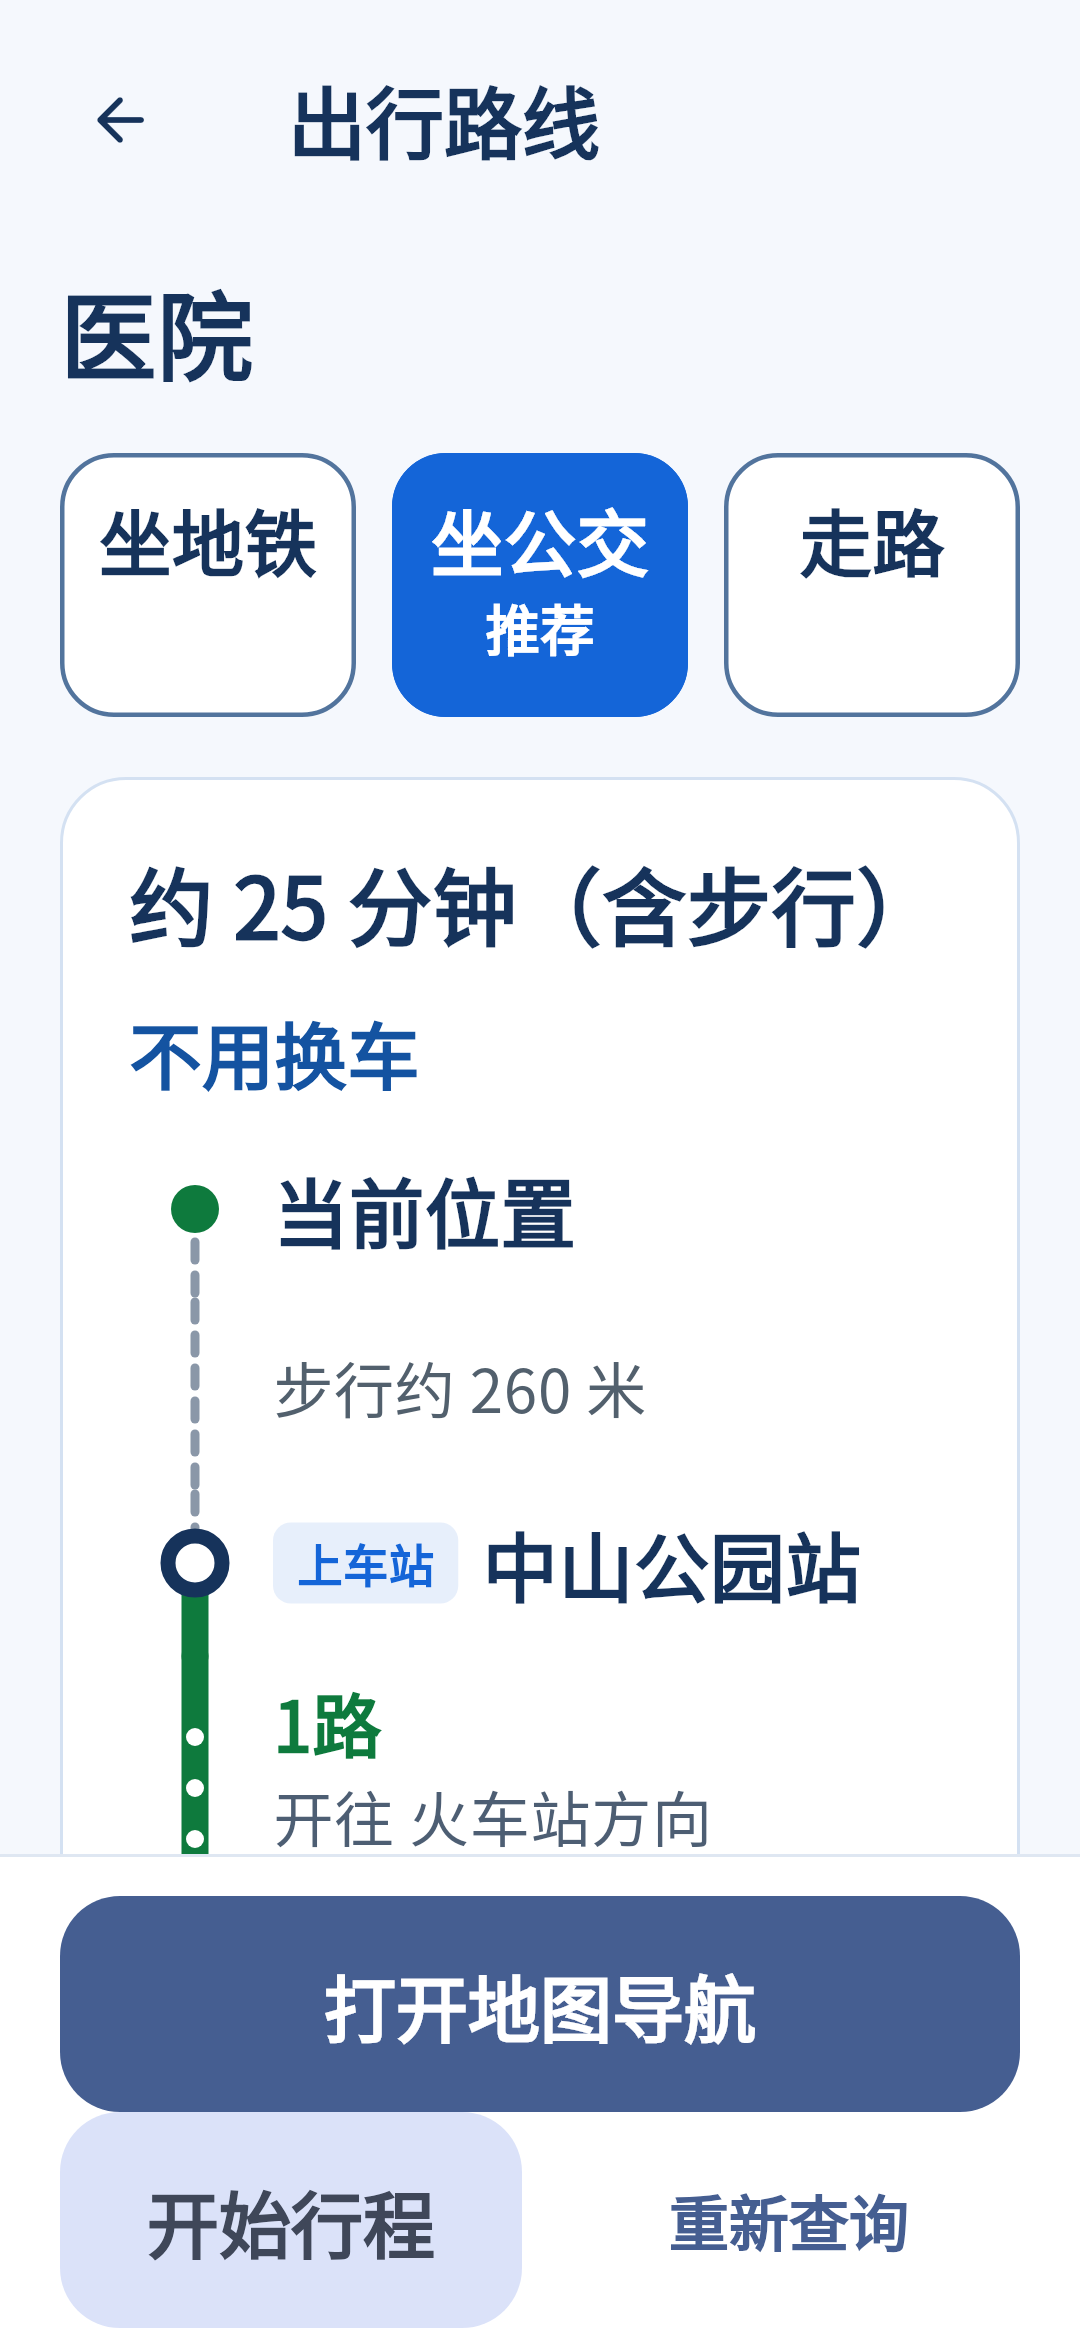 出行路线
医院
坐地铁
坐公交
推荐
走路
约 25 分钟（含步行）
不用换车
当前位置
步行约 260 米
上车站 中山公园站
1路
开往 火车站方向
打开地图导航
开始行程
重新查询